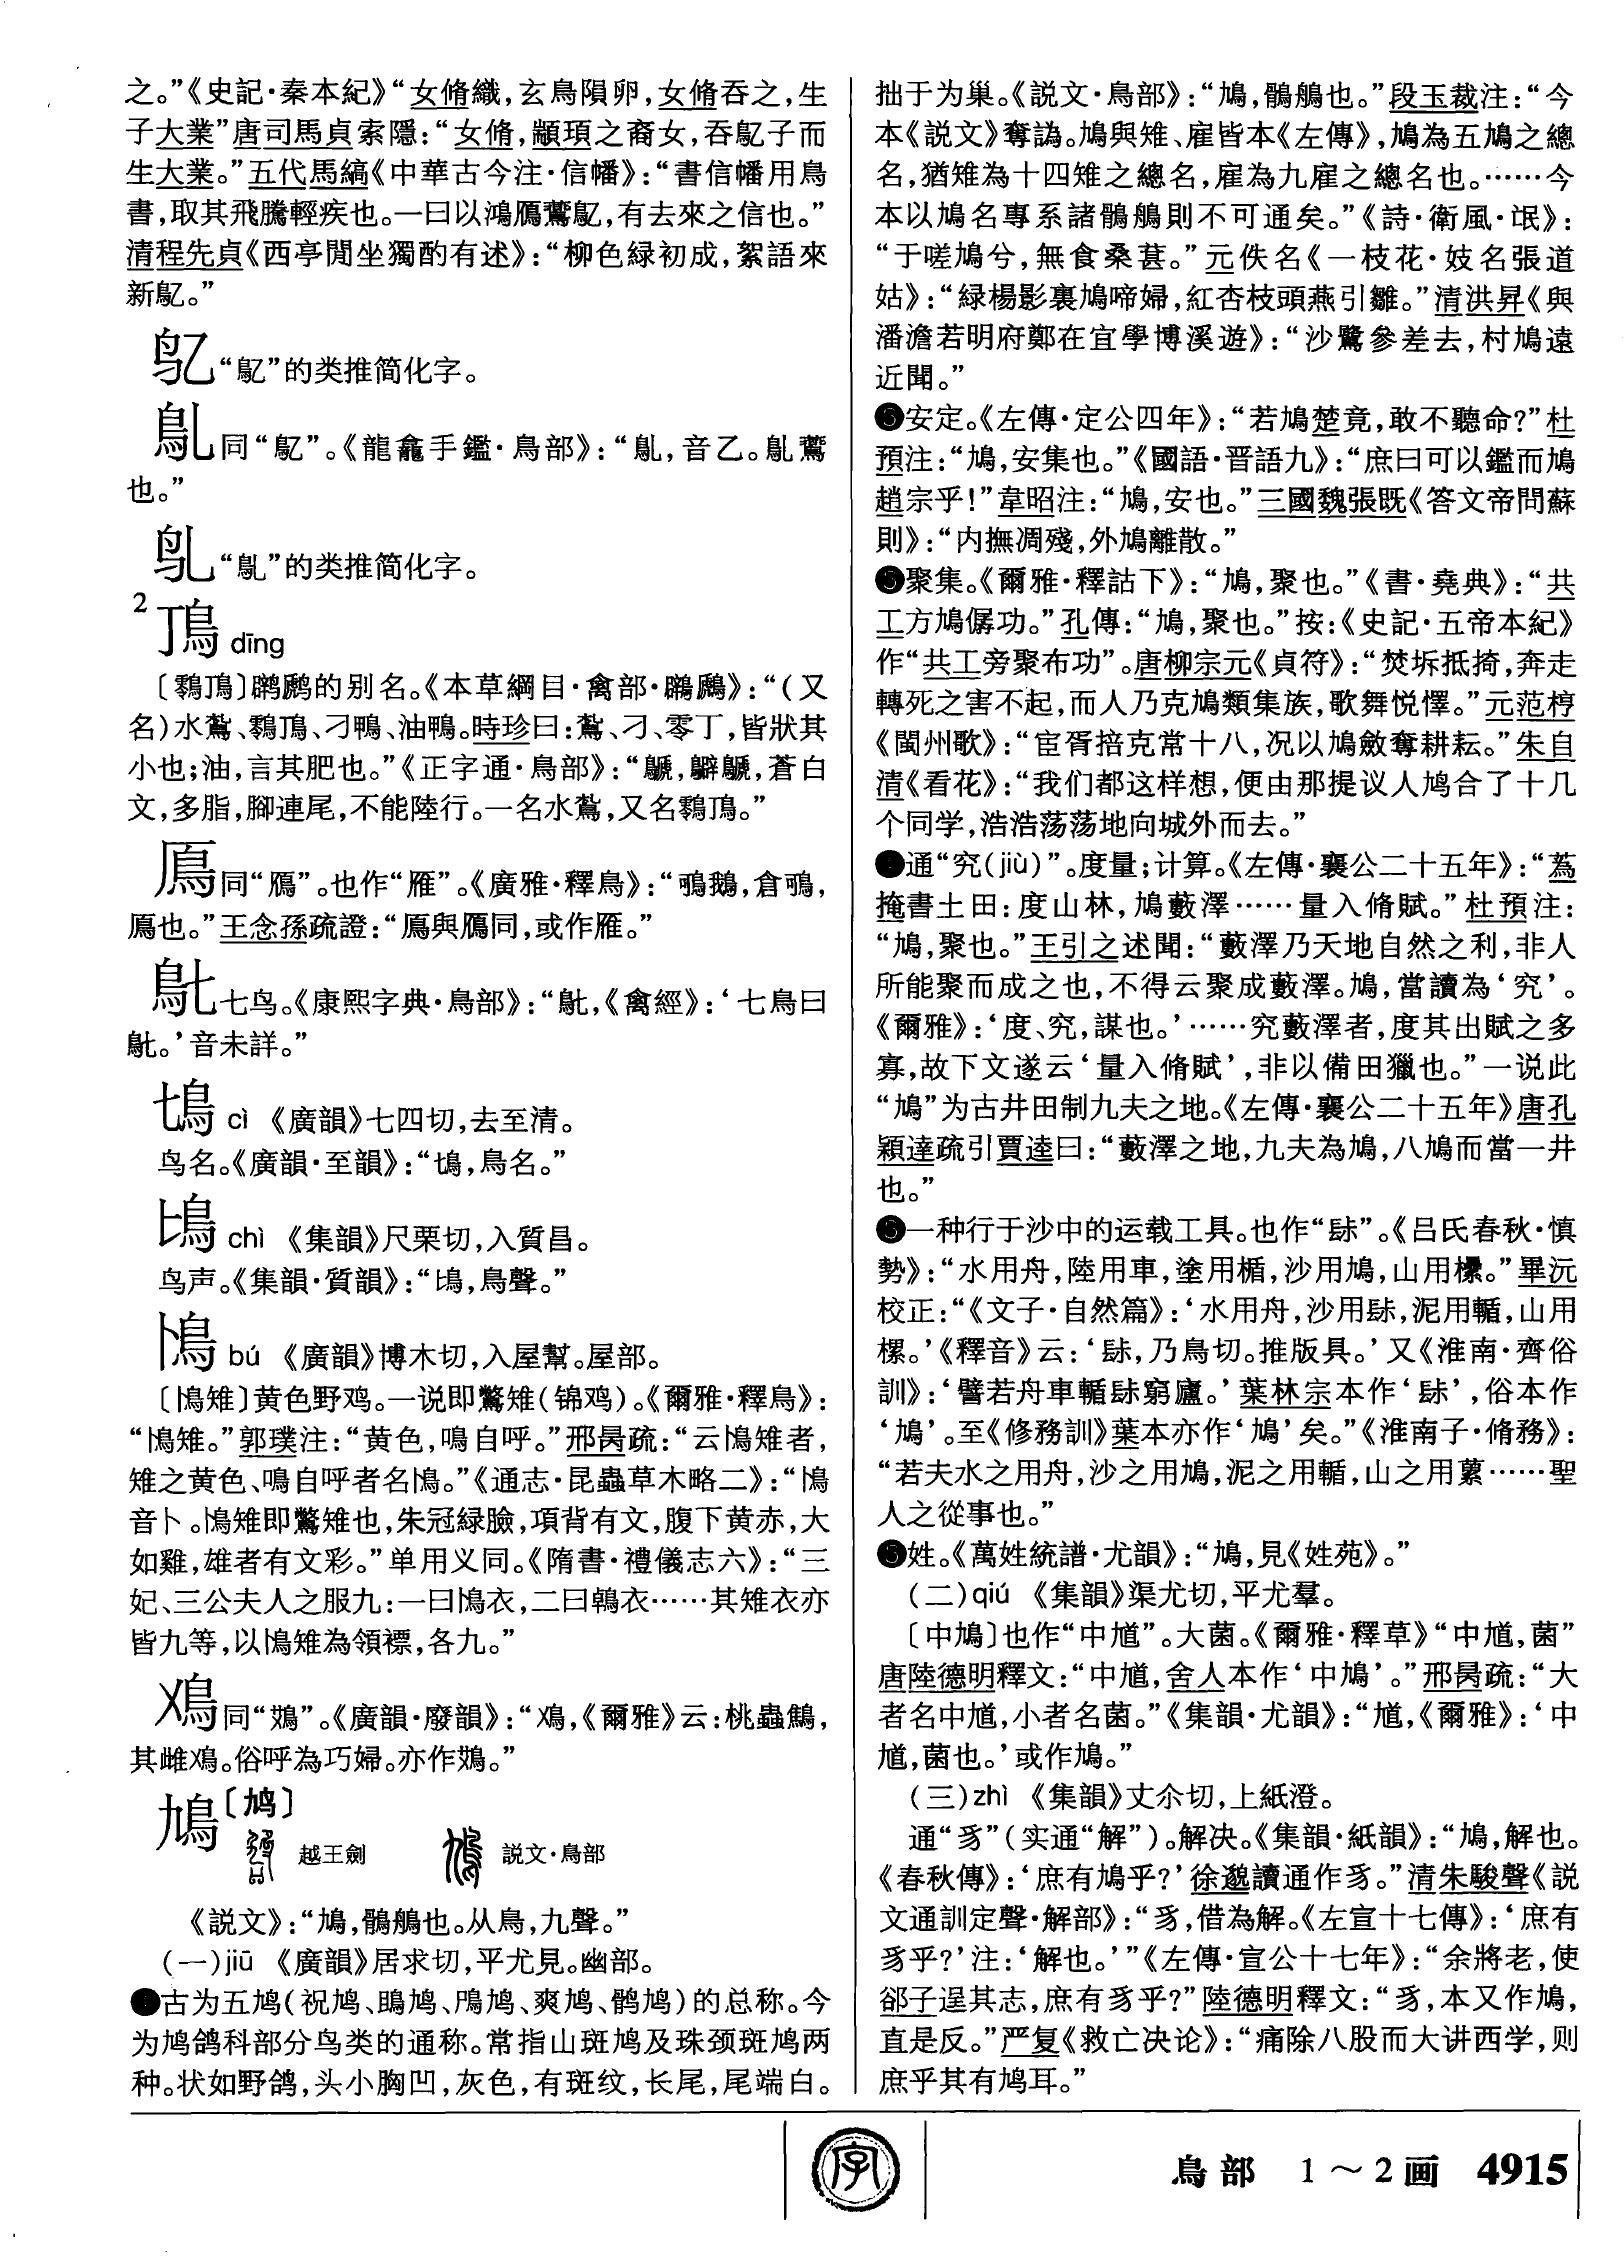 之。”《史記·秦本紀》“女脩織，玄鳥隕卵，女脩吞之，生
子大業”唐司馬貞索隱：“女脩，顓頊之裔女，吞鳦子而
生大業。”五代馬縞《中華古今注·信幡》：“書信幡用鳥
書，取其飛騰輕疾也。一曰以鴻鴈鷰鳦，有去來之信也。”
清程先貞《西亭閒坐獨酌有述》：“柳色緑初成，絮語來
新鳦。”
“鳦”的类推简化字。
同“鳦”。《龍龕手鑑·鳥部》：“，音乙。鷰
也。”
“”的类推简化字。
2
鳭 dīng
〔鸋鳭〕䴙䴘的别名。《本草綱目·禽部·鸊鷉》：“（又
名）水鴜、鸋鳭、刁鴨、油鴨。時珍曰：鴜、刁、零丁，皆狀其
小也；油，言其肥也。”《正字通·鳥部》：“鷉，鸊鷉，蒼白
文，多脂，腳連尾，不能陸行。一名水鴜，又名。”
鳫 同“鴈”。也作“雁”。《廣雅·釋鳥》：“鳴鵝，倉鳴，
鳫也。”王念孫疏證：“鳫與鴈同，或作雁。”
七鸟。《康熙字典·鳥部》：“，《禽經》：‘七鳥曰
。’音未詳。”
cì 《廣韻》七四切，去至清。
鸟名。《廣韻·至韻》：“，鳥名。”
chì 《集韻》尺栗切，入質昌。
鸟声。《集韻·質韻》：“，鳥聲。”
鳪 bú 《廣韻》博木切，入屋幫。屋部。
〔鳪雉〕黄色野鸡。一说即鷩雉（锦鸡）。《爾雅·釋鳥》：
“鳪雉。”郭璞注：“黄色，鳴自呼。”邢昺疏：“云鳪雉者，
雉之黄色、鳴自呼者名鳪。”《通志·昆蟲草木略二》：“鳪
音卜。鳪雉即鷩雉也，朱冠緑臉，項背有文，腹下黄赤，大
如雞，雄者有文彩。”单用义同。《隋書·禮儀志六》：“三
妃、三公夫人之服九：一曰鳪衣，二曰鶾衣……其雉衣亦
皆九等，以鳪雉為領褾，各九。”
鳼 同“鴱”。《廣韻·廢韻》：“，《爾雅》云：桃蟲鷦，
其雌。俗呼為巧婦。亦作鴱。”
鳩〔鸠〕 越王劍 説文·鳥部
《説文》：“鳩，鶻鵃也。从鳥，九聲。”
（一）jiū 《廣韻》居求切，平尤見。幽部。
❶古为五鸠（祝鸠、鴡鸠、鳲鸠、爽鸠、鹘鸠）的总称。今
为鸠鸽科部分鸟类的通称。常指山斑鸠及珠颈斑鸠两
种。状如野鸽，头小胸凹，灰色，有斑纹，长尾，尾端白。
拙于为巢。《説文·鳥部》：“鳩，鶻鵃也。”段玉裁注：“今
本《説文》奪譌。鳩與雉、雇皆本《左傳》，鳩為五鳩之總
名，猶雉為十四雉之總名，雇為九雇之總名也。……今
本以鳩名專系諸鶻鵃則不可通矣。”《詩·衛風·氓》：
“于嗟鳩兮，無食桑葚。”元佚名《一枝花·妓名張道
姑》：“緑楊影裏鳩啼婦，紅杏枝頭燕引雛。”清洪昇《與
潘澹若明府鄭在宜學博溪遊》：“沙鷺參差去，村鳩遠
近聞。”
安定。《左傳·定公四年》：“若鳩楚竟，敢不聽命？”杜
預注：“鳩，安集也。”《國語·晋語九》：“庶曰可以鑑而鳩
趙宗乎！”韋昭注：“鳩，安也。”三國魏張既《答文帝問蘇
則》：“内撫凋殘，外鳩離散。”
聚集。《爾雅·釋詁下》：“鳩，聚也。”《書·堯典》：“共
工方鳩僝功。”孔傳：“鳩，聚也。”按：《史記·五帝本紀》
作“共工旁聚布功”。唐柳宗元《貞符》：“焚坼抵掎，奔走
轉死之害不起，而人乃克鳩類集族，歌舞悦懌。”元范梈
《閩州歌》：“宦胥掊克常十八，况以鳩斂奪耕耘。”朱自
清《看花》：“我们都这样想，便由那提议人鸠合了十几
个同学，浩浩荡荡地向城外而去。”
通“究（jiù）”。度量；计算。《左傳·襄公二十五年》：“蔿
掩書土田：度山林，鳩藪澤……量入脩賦。”杜預注：
“鳩，聚也。”王引之述聞：“藪澤乃天地自然之利，非人
所能聚而成之也，不得云聚成藪澤。鳩，當讀為‘究’。
《爾雅》：‘度、究，謀也。’……究藪澤者，度其出賦之多
寡，故下文遂云‘量入脩賦’，非以備田獵也。”一说此
“鳩”为古井田制九夫之地。《左傳·襄公二十五年》唐孔
穎達疏引賈逵曰：“藪澤之地，九夫為鳩，八鳩而當一井
也。”
一种行于沙中的运载工具。也作“䮍”。《吕氏春秋·慎
勢》：“水用舟，陸用車，塗用楯，沙用鳩，山用樏。”畢沅
校正：“《文子·自然篇》：‘水用舟，沙用，泥用輴，山用
樏。’《釋音》云：‘，乃鳥切。推版具。’又《淮南·齊俗
訓》：‘譬若舟車輴窮廬。’葉林宗本作‘’，俗本作
‘鳩’。至《修務訓》葉本亦作‘鳩’矣。”《淮南子·脩務》：
“若夫水之用舟，沙之用鳩，泥之用輴，山之用蔂……聖
人之從事也。”
姓。《萬姓統譜·尤韻》：“鳩，見《姓苑》。”
（二）qiú 《集韻》渠尤切，平尤羣。
〔中鳩〕也作“中馗”。大菌。《爾雅·釋草》“中馗，菌”
唐陸德明釋文：“中馗，舍人本作‘中鳩’。”邢昺疏：“大
者名中馗，小者名菌。”《集韻·尤韻》：“馗，《爾雅》：‘中
馗，菌也。’或作鳩。”
（三）zhì 《集韻》丈尒切，上紙澄。
通“豸”（实通“解”）。解决。《集韻·紙韻》：“鳩，解也。
《春秋傳》：‘庶有鳩乎？’徐邈讀通作豸。”清朱駿聲《説
文通訓定聲·解部》：“豸，借為解。《左宣十七傳》：‘庶有
豸乎？’注：‘解也。’”《左傳·宣公十七年》：“余將老，使
郤子逞其志，庶有豸乎？”陸德明釋文：“豸，本又作鳩，
直是反。”严复《救亡决论》：“痛除八股而大讲西学，则
庶乎其有鸠耳。”
字
鳥部 1～2画 4915